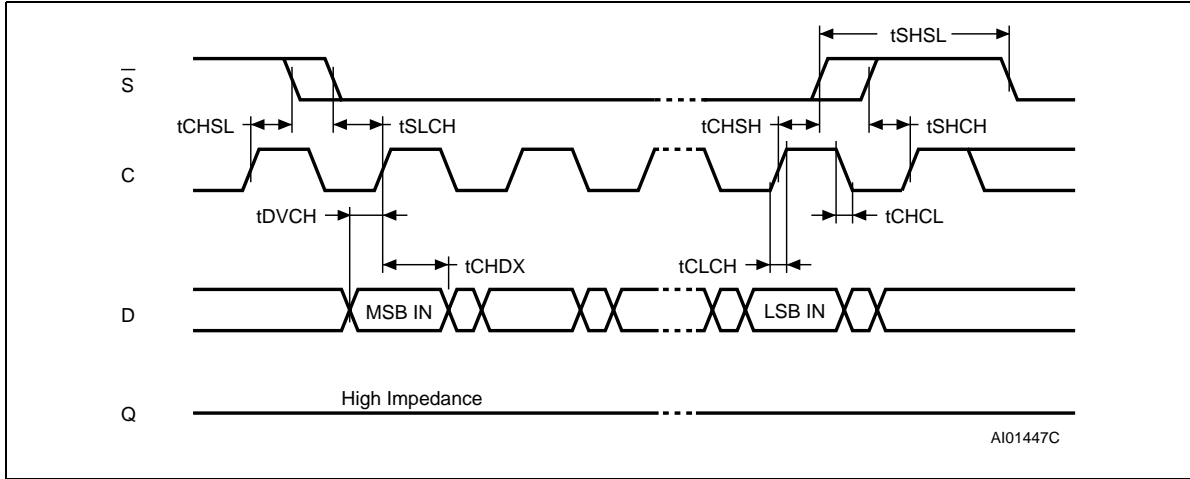 tSHSL
S̅
tCHSL
tSLCH
tCHSH
tSHCH
C
tDVCH
tCHCL
tCHDX
tCLCH
D
MSB IN
LSB IN
High Impedance
Q
AI01447C